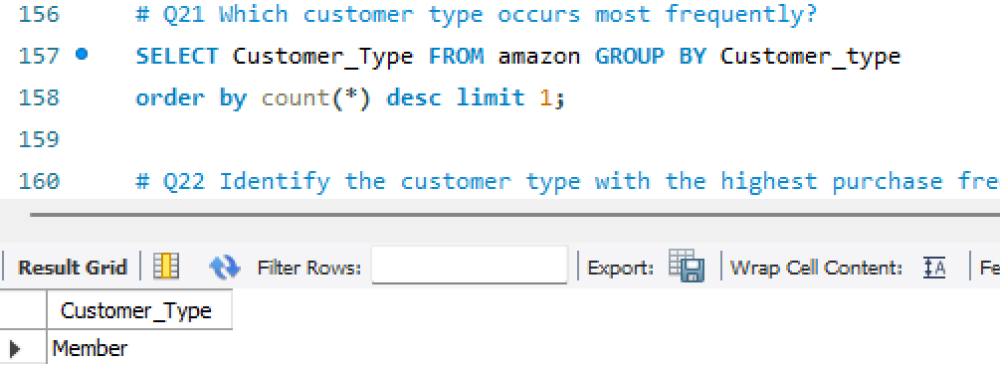 156 # Q21 Which customer type occurs most frequently?
157 SELECT Customer_Type FROM amazon GROUP BY Customer_type
158 order by count(*) desc limit 1;
159
160 # Q22 Identify the customer type with the highest purchase fre
Result Grid Filter Rows: Export: Wrap Cell Content: Fe
Customer_Type
Member